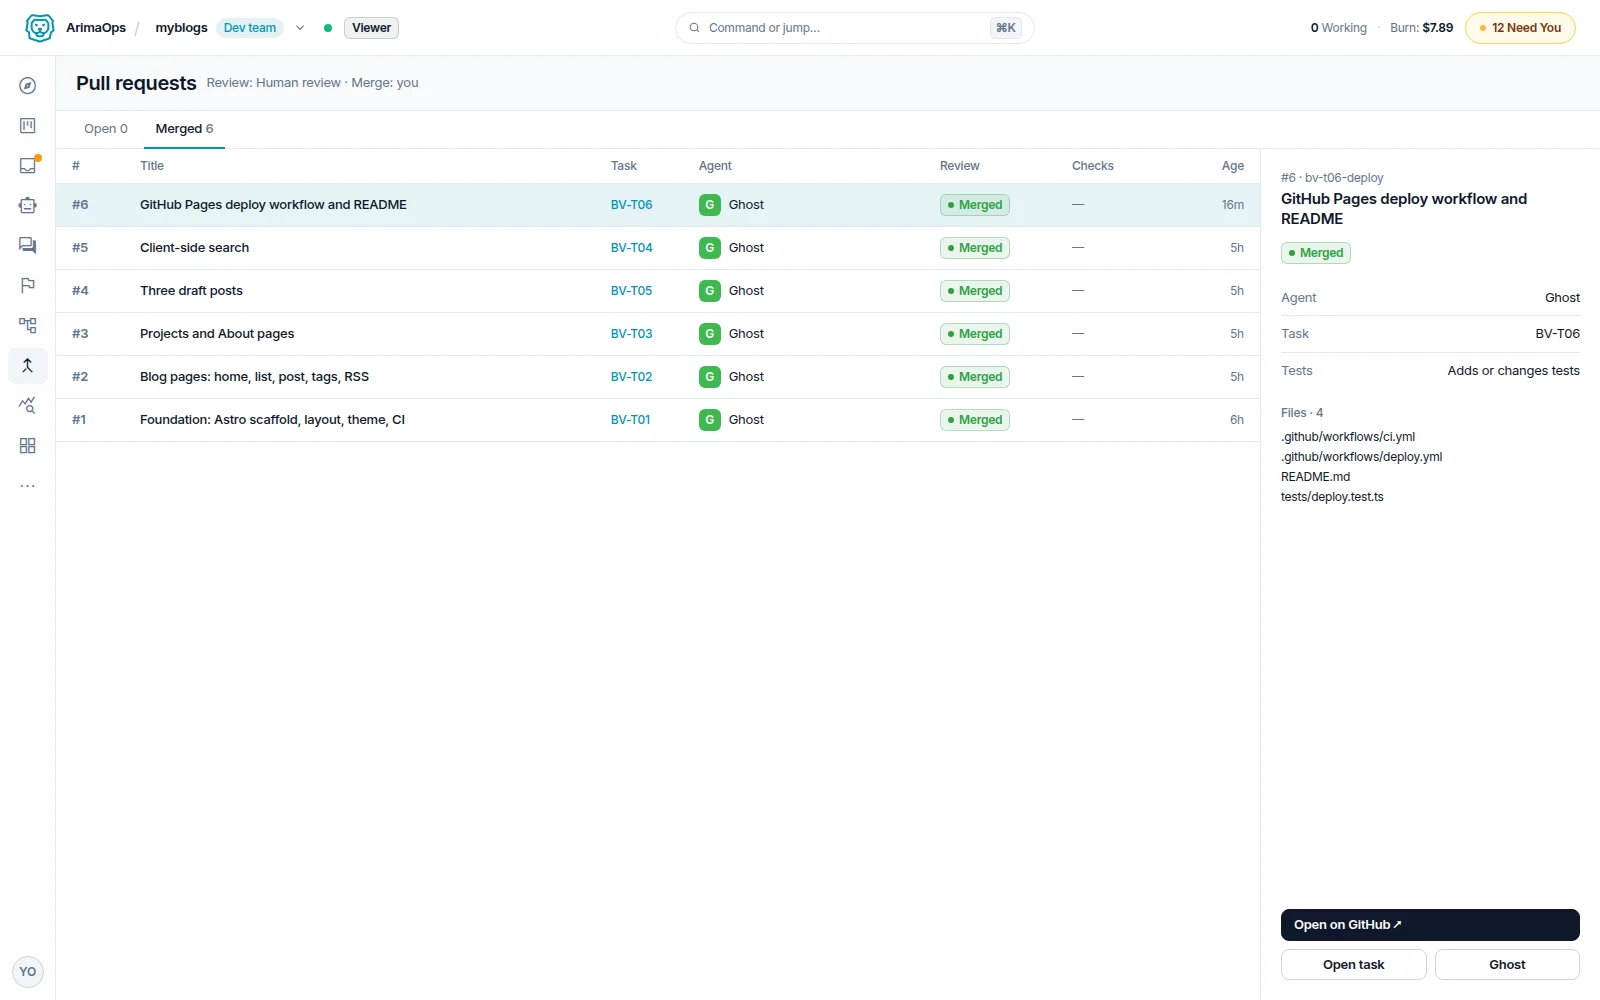 ArimaOps / myblogs Dev team Viewer
Command or jump... ⌘K
0 Working · Burn: $7.89 12 Need You
Pull requests Review: Human review · Merge: you
Open 0 Merged 6
# Title Task Agent Review Checks Age
#6 GitHub Pages deploy workflow and README BV-T06 G Ghost Merged — 16m
#5 Client-side search BV-T04 G Ghost Merged — 5h
#4 Three draft posts BV-T05 G Ghost Merged — 5h
#3 Projects and About pages BV-T03 G Ghost Merged — 5h
#2 Blog pages: home, list, post, tags, RSS BV-T02 G Ghost Merged — 5h
#1 Foundation: Astro scaffold, layout, theme, CI BV-T01 G Ghost Merged — 6h
#6 · bv-t06-deploy
GitHub Pages deploy workflow and
README
Merged
Agent Ghost
Task BV-T06
Tests Adds or changes tests
Files · 4
.github/workflows/ci.yml
.github/workflows/deploy.yml
README.md
tests/deploy.test.ts
Open on GitHub ↗
Open task Ghost
YO